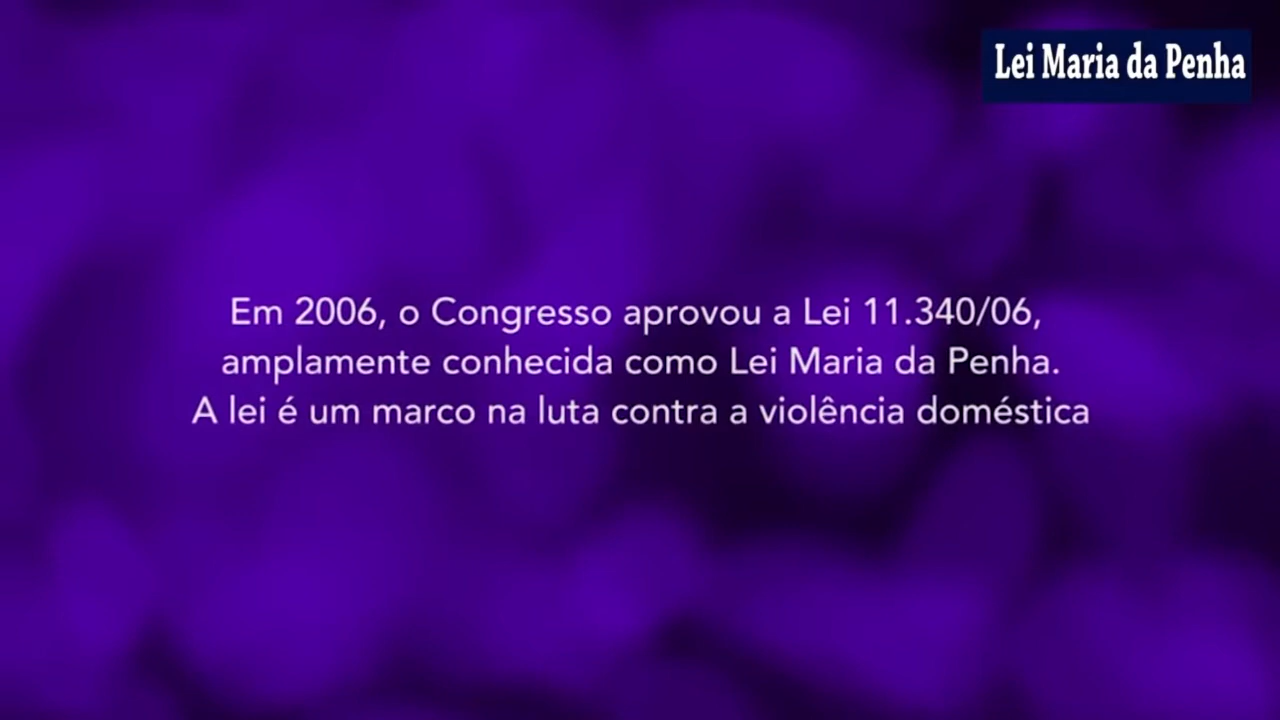 Lei Maria da Penha
Em 2006, o Congresso aprovou a Lei 11.340/06,
amplamente conhecida como Lei Maria da Penha.
A lei é um marco na luta contra a violência doméstica